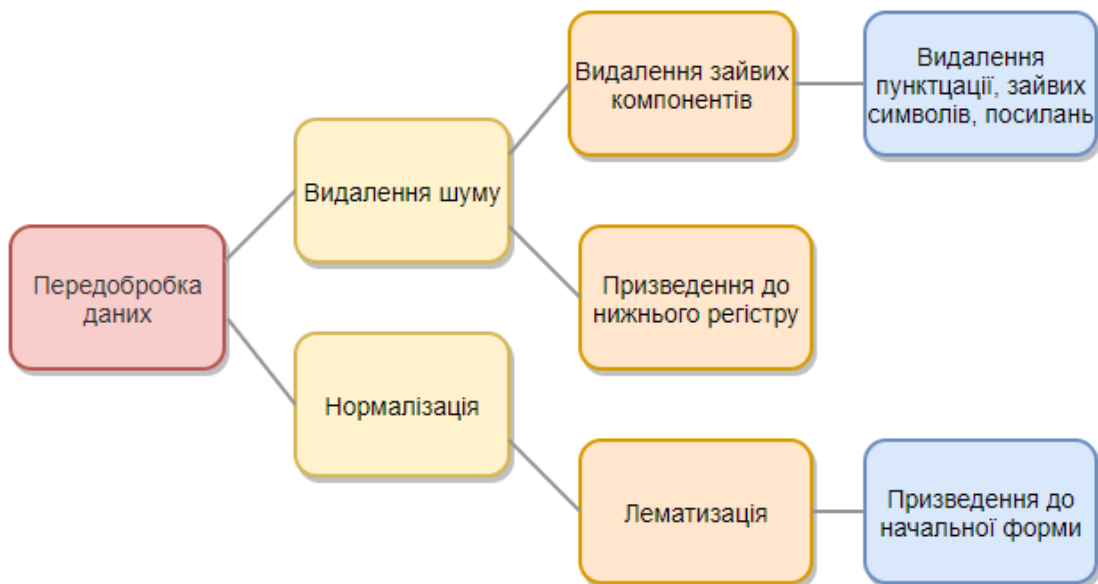 Видалення зайвих
компонентів
Видалення
пунктцації, зайвих
символів, посилань
Видалення шуму
Передобробка
даних
Призведення до
нижнього регістру
Нормалізація
Лематизація
Призведення до
начальної форми